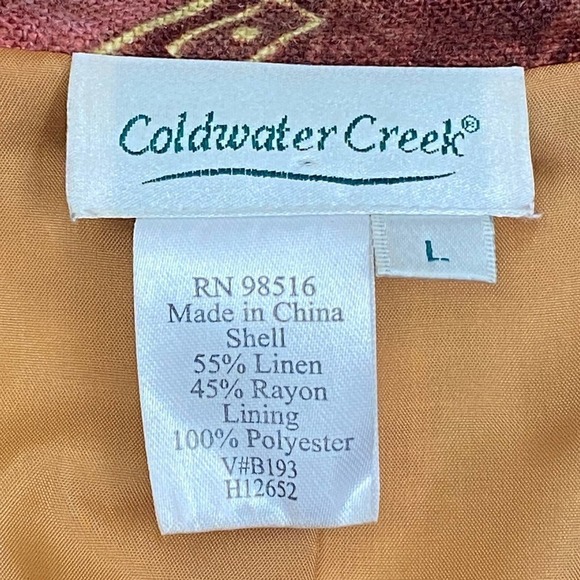 Coldwater Creek®
L
RN 98516
Made in China
Shell
55% Linen
45% Rayon
Lining
100% Polyester
V#B193
H12652